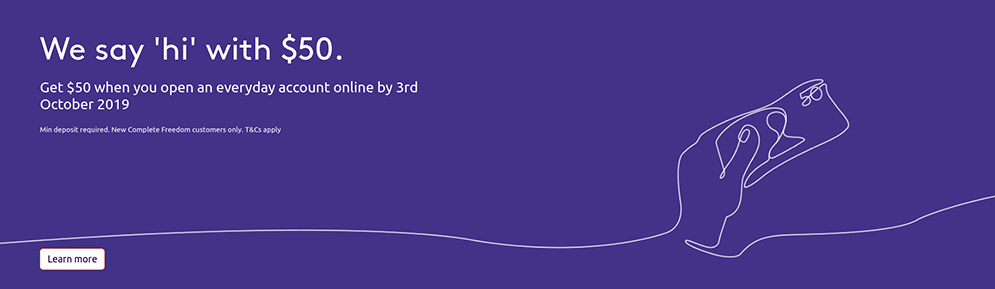 We say 'hi' with $50.
Get $50 when you open an everyday account online by 3rd
October 2019
Min deposit required. New Complete Freedom customers only. T&Cs apply
50
Learn more